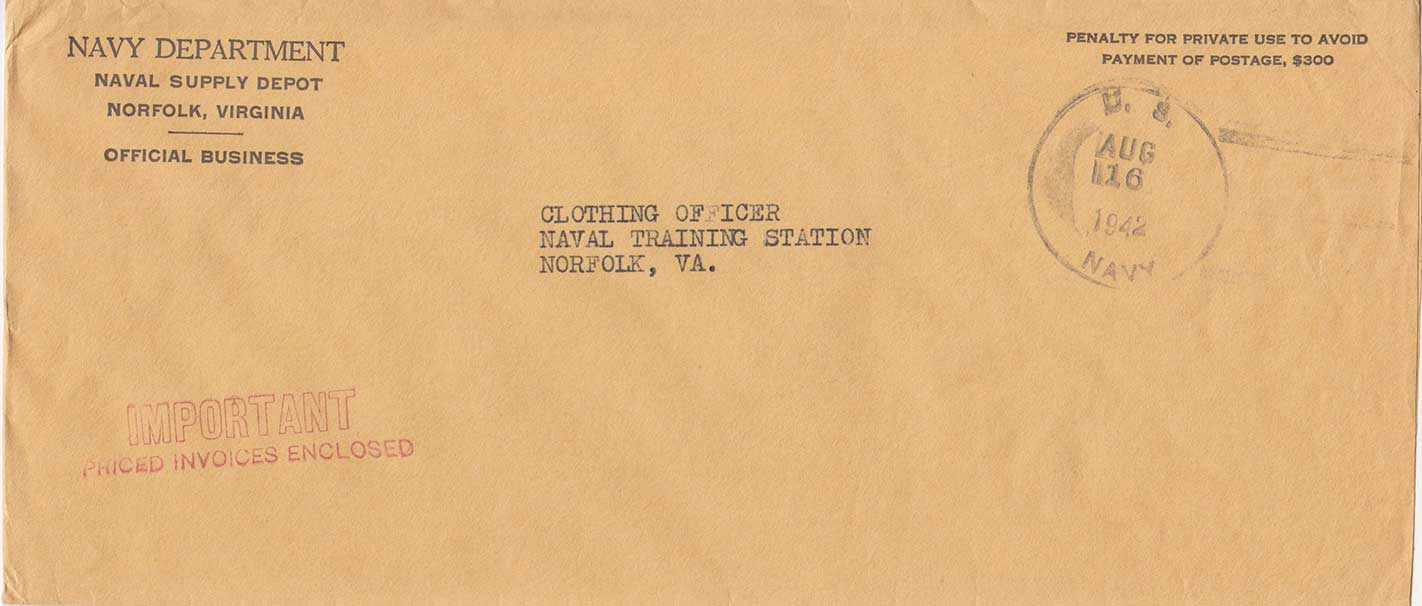 NAVY DEPARTMENT
NAVAL SUPPLY DEPOT
NORFOLK, VIRGINIA
OFFICIAL BUSINESS
PENALTY FOR PRIVATE USE TO AVOID
PAYMENT OF POSTAGE, $300
U. S.
AUG
16
1942
NAVY
CLOTHING OFFICER
NAVAL TRAINING STATION
NORFOLK, VA.
IMPORTANT
PRICED INVOICES ENCLOSED